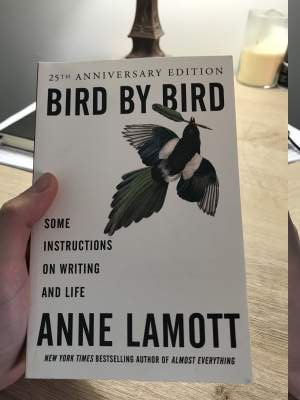 25TH ANNIVERSARY EDITION
BIRD BY BIRD
SOME
INSTRUCTIONS
ON WRITING
AND LIFE
ANNE LAMOTT
NEW YORK TIMES BESTSELLING AUTHOR OF ALMOST EVERYTHING